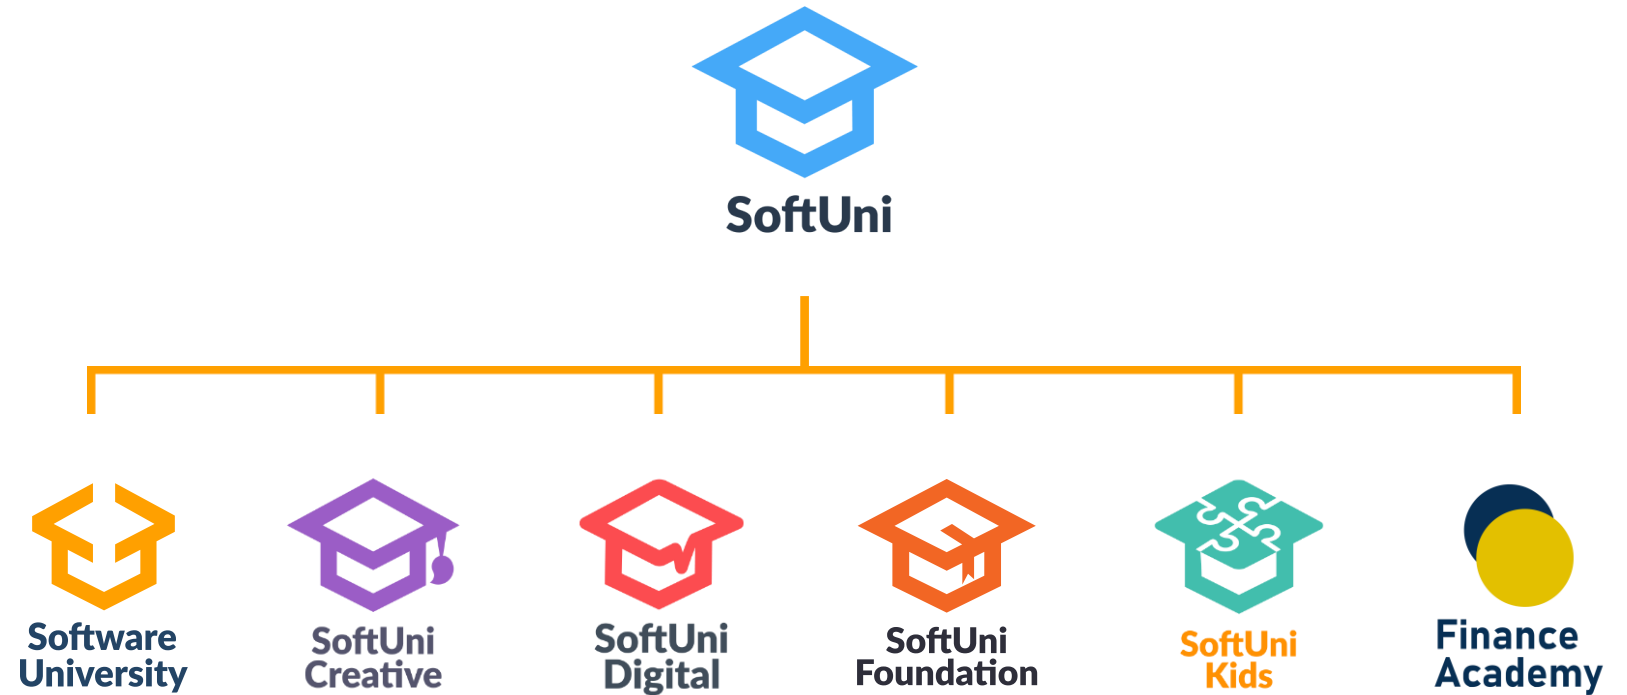 SoftUni
Software
University
SoftUni
Creative
SoftUni
Digital
SoftUni
Foundation
SoftUni
Kids
Finance
Academy